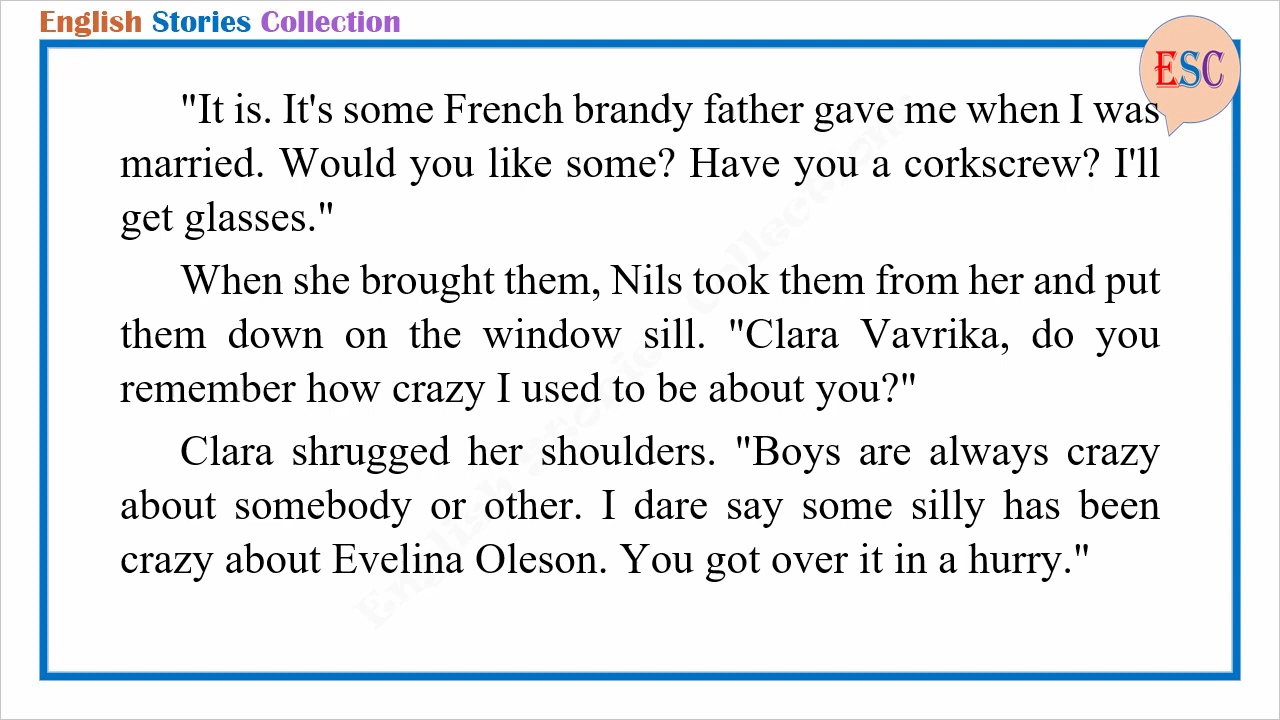 English Stories Collection
ESC
"It is. It's some French brandy father gave me when I was
married. Would you like some? Have you a corkscrew? I'll
get glasses."
When she brought them, Nils took them from her and put
them down on the window sill. "Clara Vavrika, do you
remember how crazy I used to be about you?"
Clara shrugged her shoulders. "Boys are always crazy
about somebody or other. I dare say some silly has been
crazy about Evelina Oleson. You got over it in a hurry."
English Stories Collection